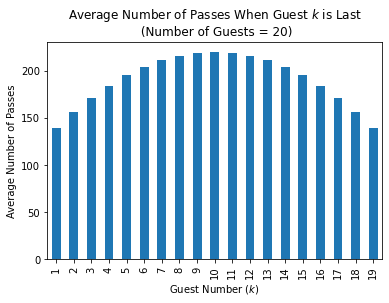 Average Number of Passes When Guest k is Last
(Number of Guests = 20)
200
150
100
50
0
Average Number of Passes
1 2 3 4 5 6 7 8 9 10 11 12 13 14 15 16 17 18 19
Guest Number (k)